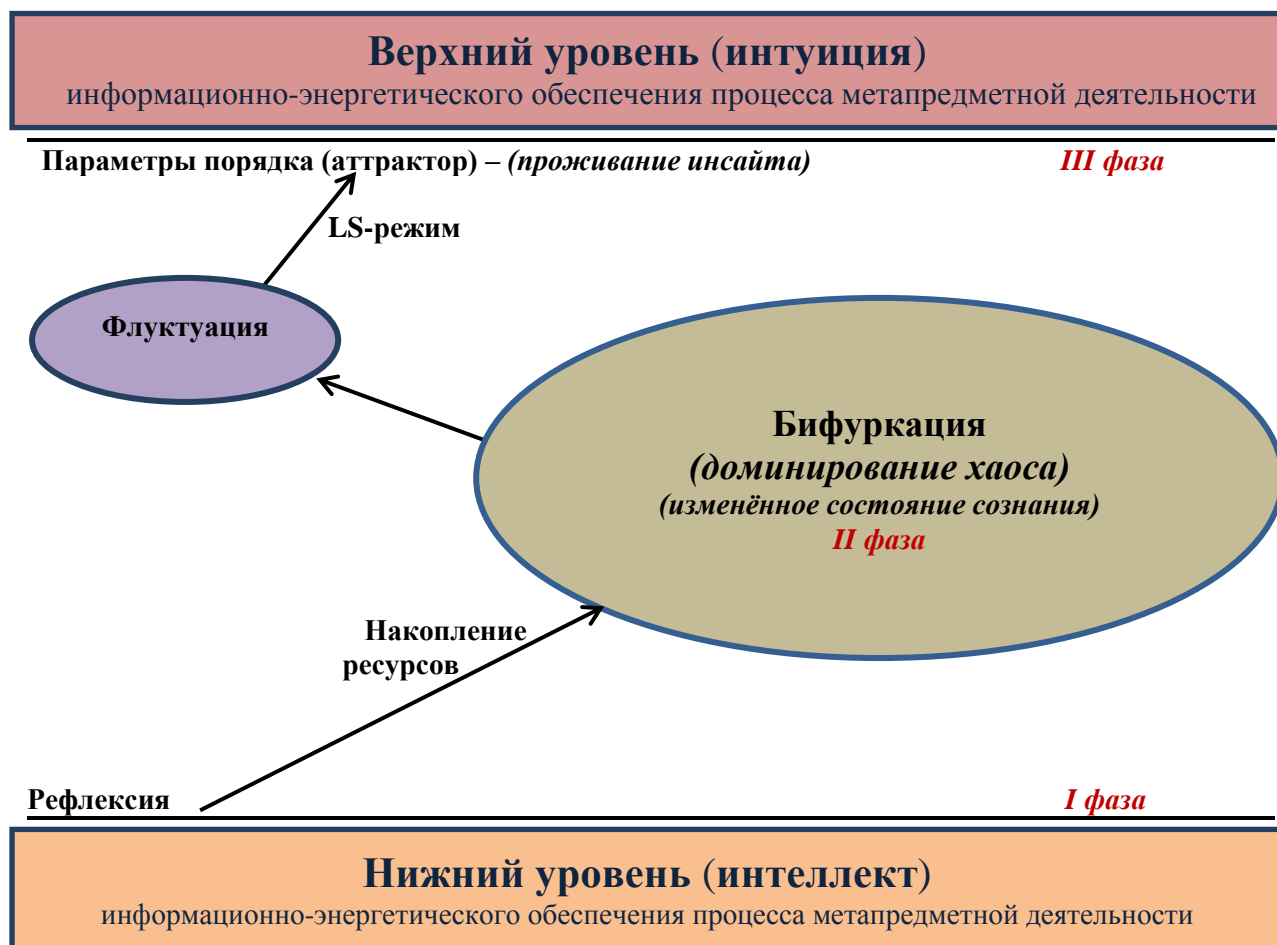 Верхний уровень (интуиция)
информационно-энергетического обеспечения процесса метапредметной деятельности
Параметры порядка (аттрактор) – (проживание инсайта) III фаза
LS-режим
Флуктуация
Бифуркация
(доминирование хаоса)
(изменённое состояние сознания)
II фаза
Накопление
ресурсов
Рефлексия I фаза
Нижний уровень (интеллект)
информационно-энергетического обеспечения процесса метапредметной деятельности